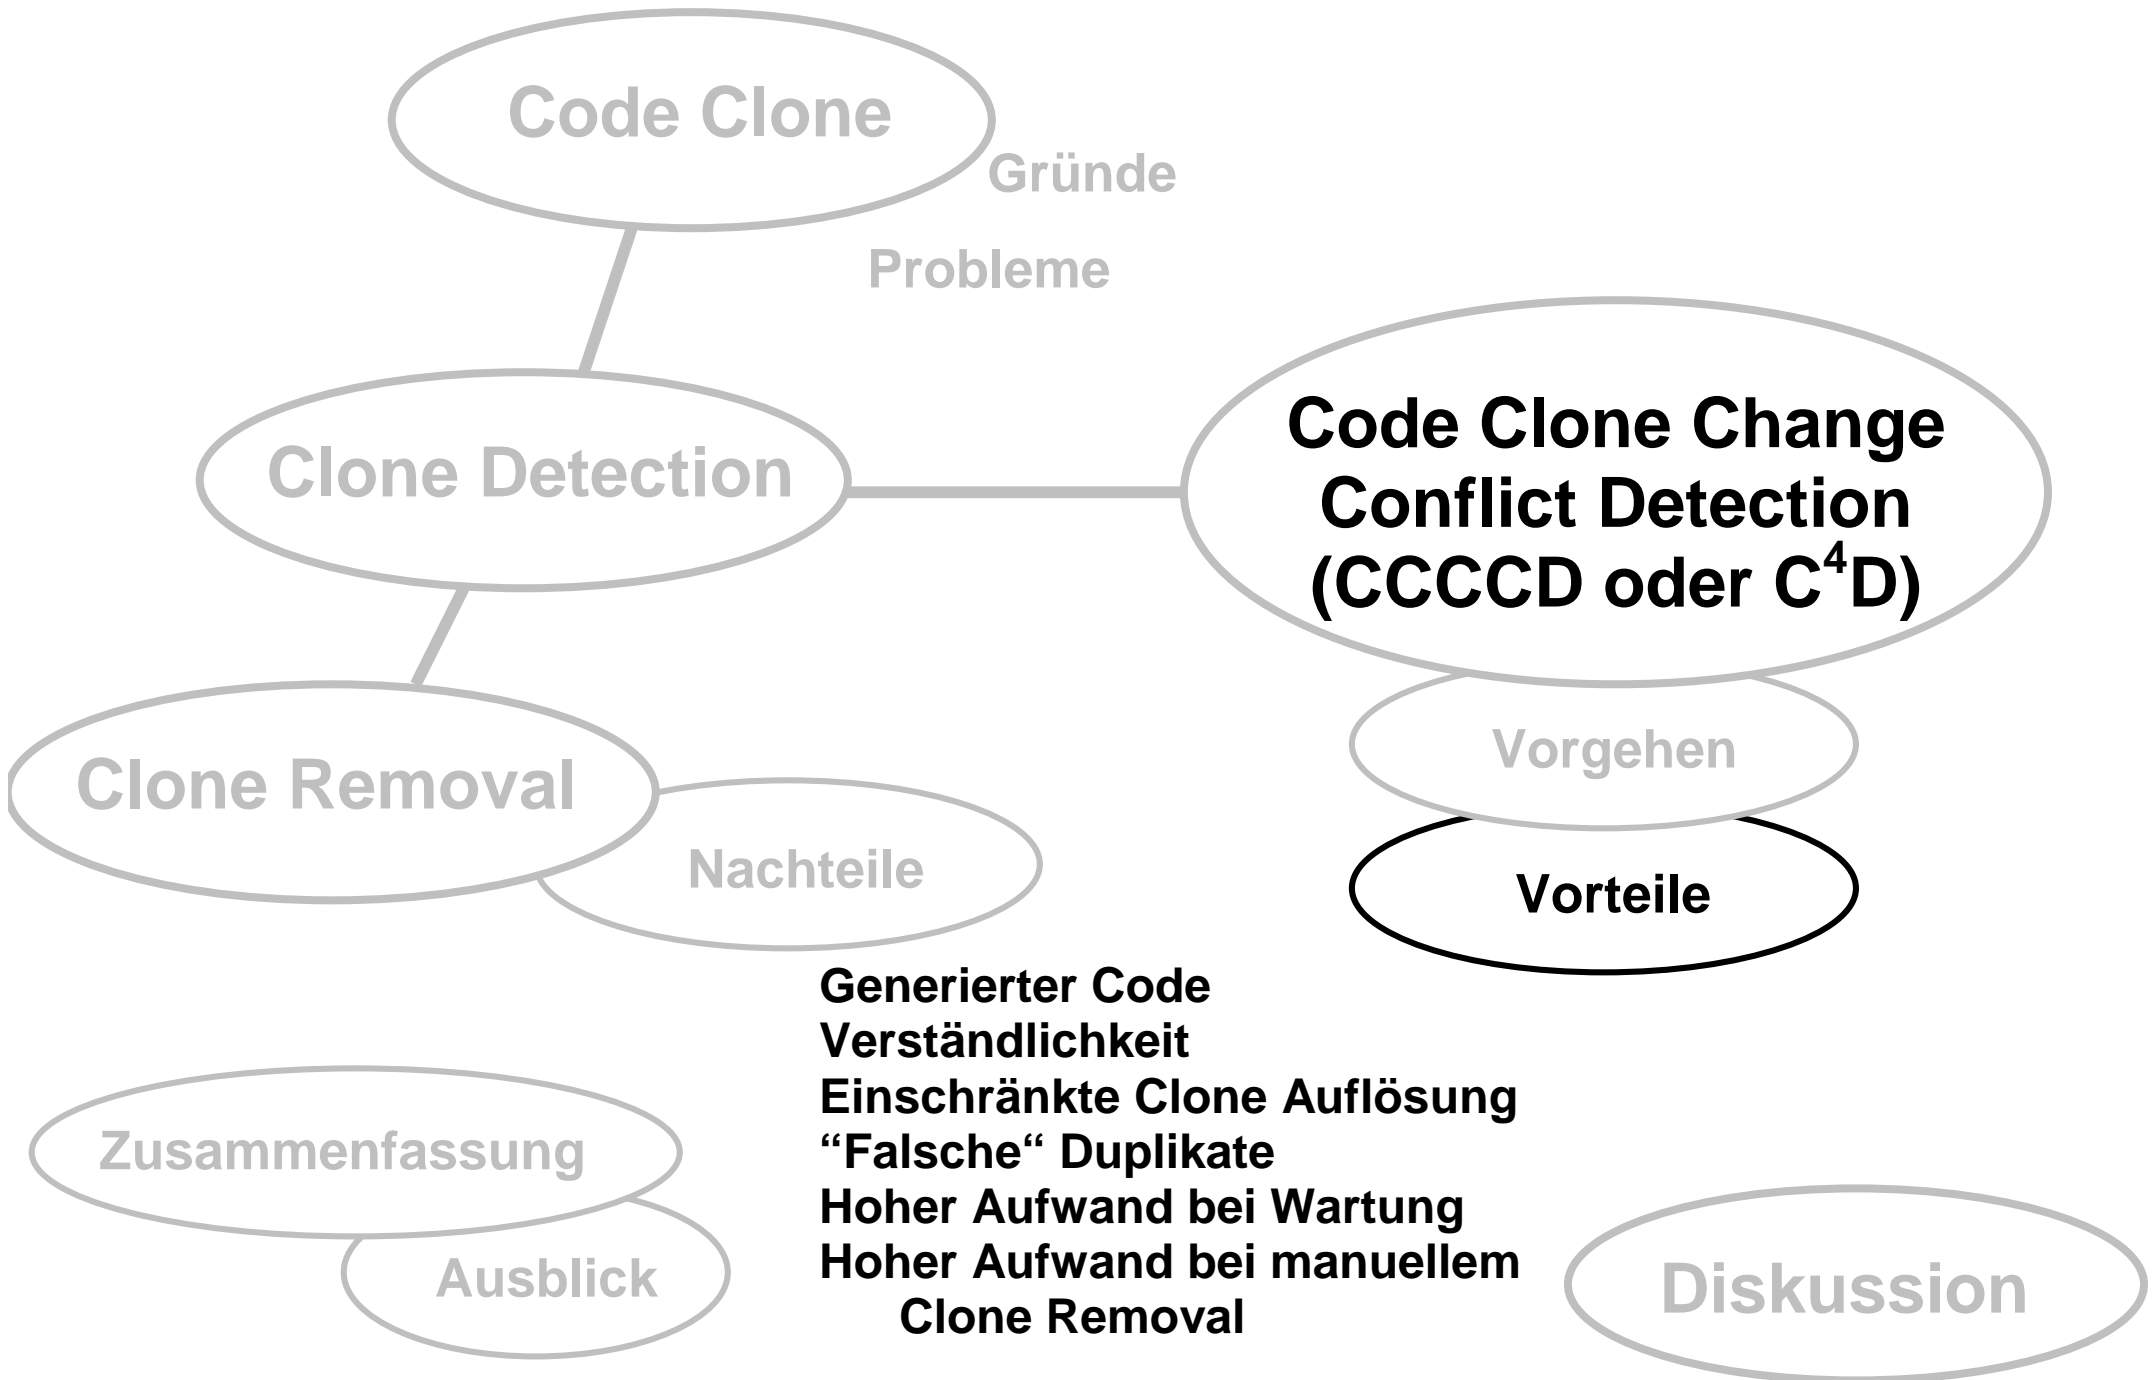 Code Clone
Gründe
Probleme
Code Clone Change
Conflict Detection
(CCCCD oder C⁴D)
Clone Detection
Vorgehen
Clone Removal
Nachteile
Vorteile
Generierter Code
Verständlichkeit
Einschränkte Clone Auflösung
“Falsche“ Duplikate
Hoher Aufwand bei Wartung
Hoher Aufwand bei manuellem
Clone Removal
Zusammenfassung
Ausblick
Diskussion